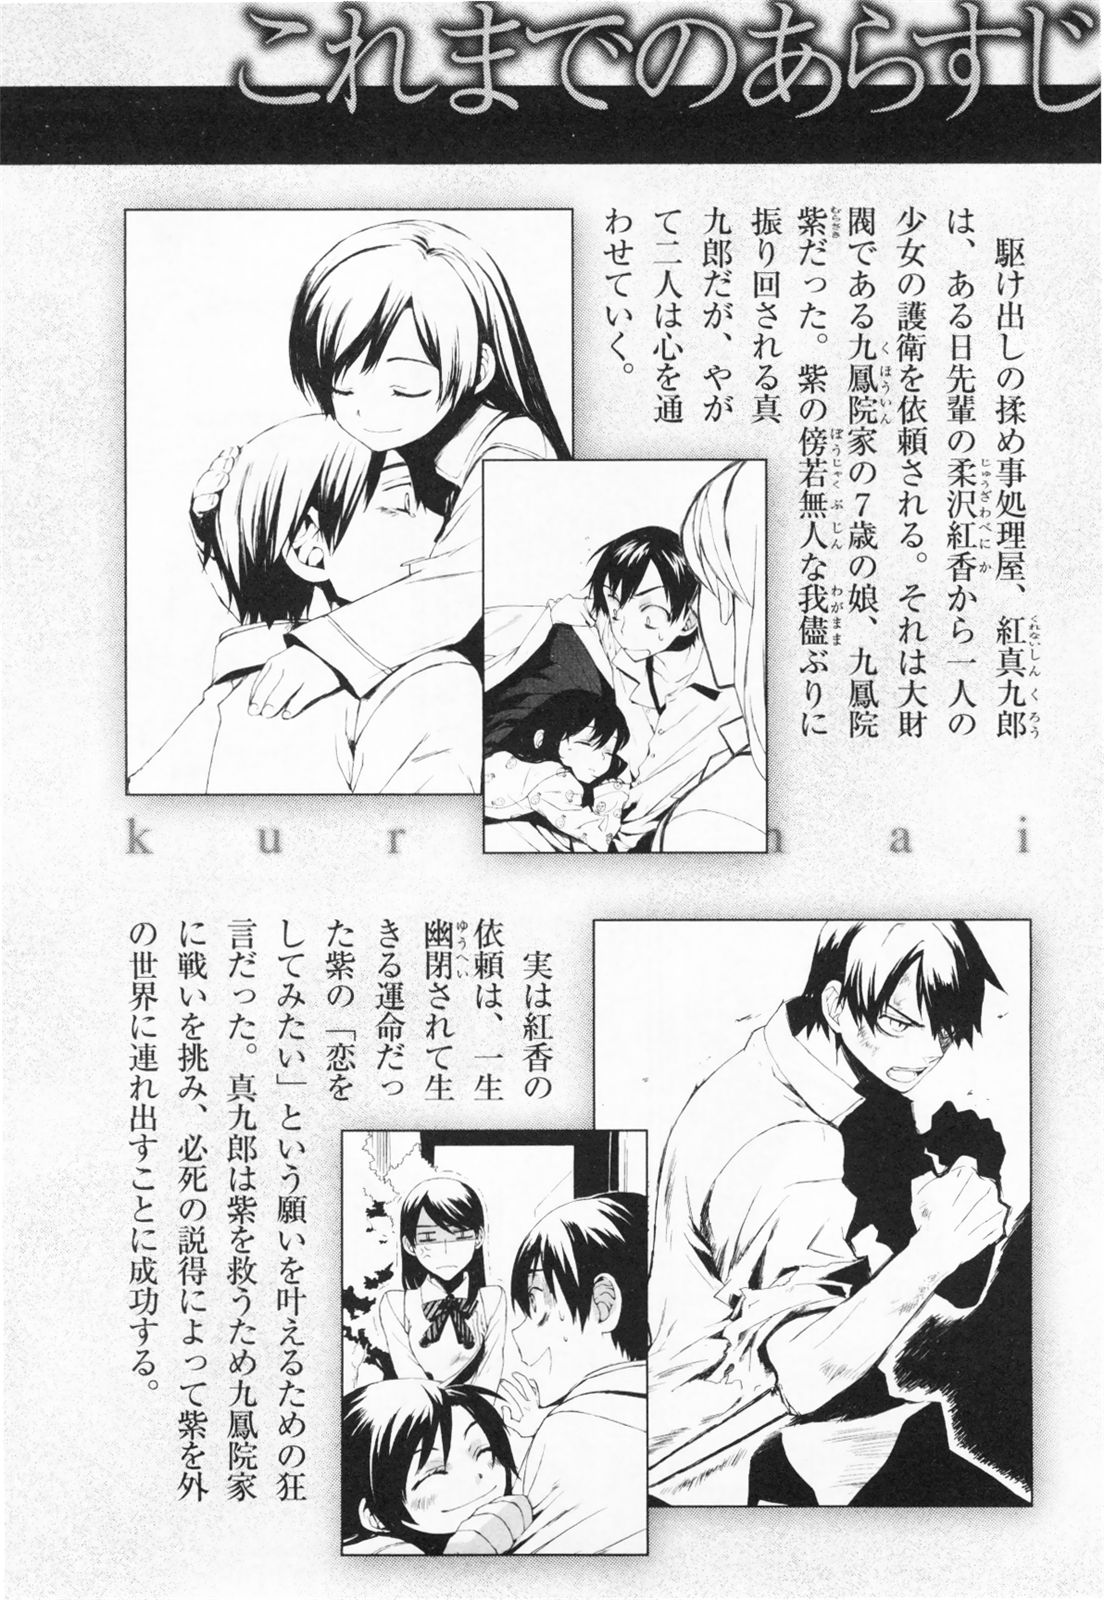 これまでのあらすじ
駆け出しの揉め事処理屋、紅真九郎
は、ある日先輩の柔沢紅香から一人の
少女の護衛を依頼される。それは大財
閥である九鳳院家の7歳の娘、九鳳院
紫だった。紫の傍若無人な我儘ぶりに
振り回される真
九郎だが、やが
て二人は心を通
わせていく。
kur nai
実は紅香の
依頼は、一生
幽閉されて生
きる運命だっ
た紫の「恋を
してみたい」という願いを叶えるための狂
言だった。真九郎は紫を救うため九鳳院家
に戦いを挑み、必死の説得によって紫を外
の世界に連れ出すことに成功する。